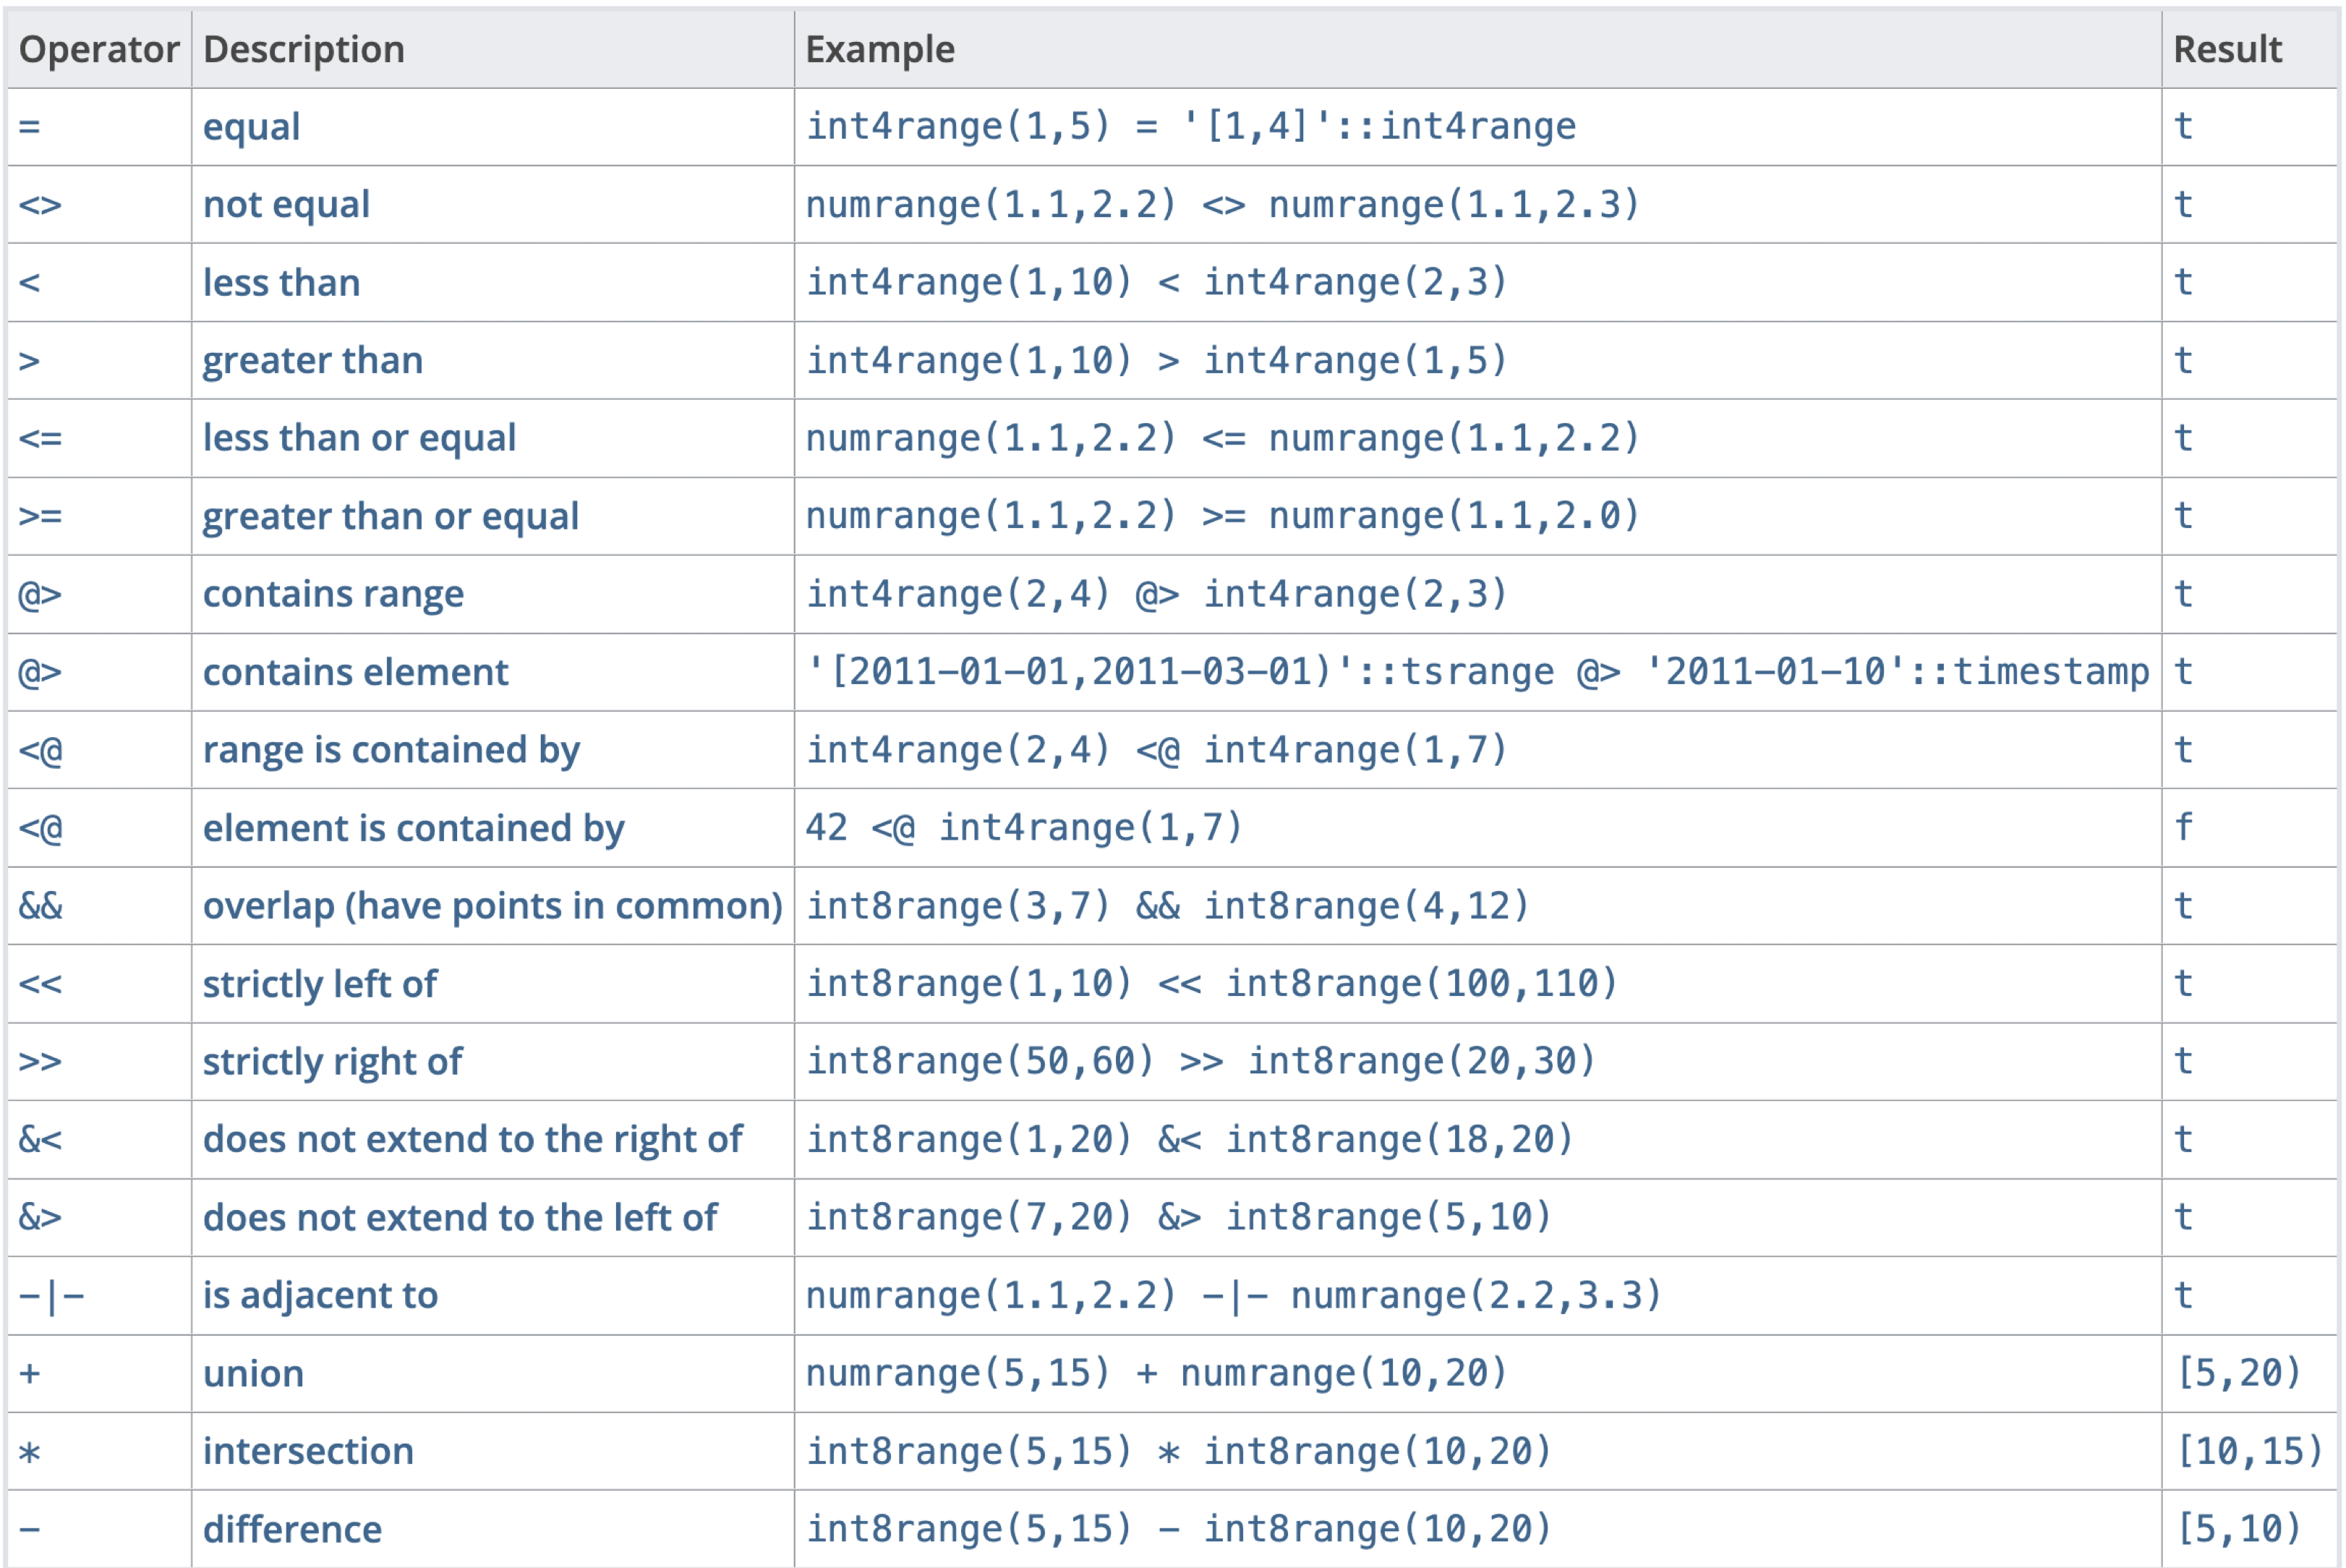 Operator Description Example Result
= equal int4range(1,5) = '[1,4]'::int4range t
<> not equal numrange(1.1,2.2) <> numrange(1.1,2.3) t
< less than int4range(1,10) < int4range(2,3) t
> greater than int4range(1,10) > int4range(1,5) t
<= less than or equal numrange(1.1,2.2) <= numrange(1.1,2.2) t
>= greater than or equal numrange(1.1,2.2) >= numrange(1.1,2.0) t
@> contains range int4range(2,4) @> int4range(2,3) t
@> contains element '[2011-01-01,2011-03-01)'::tsrange @> '2011-01-10'::timestamp t
<@ range is contained by int4range(2,4) <@ int4range(1,7) t
<@ element is contained by 42 <@ int4range(1,7) f
&& overlap (have points in common) int8range(3,7) && int8range(4,12) t
<< strictly left of int8range(1,10) << int8range(100,110) t
>> strictly right of int8range(50,60) >> int8range(20,30) t
&< does not extend to the right of int8range(1,20) &< int8range(18,20) t
&> does not extend to the left of int8range(7,20) &> int8range(5,10) t
-|- is adjacent to numrange(1.1,2.2) -|- numrange(2.2,3.3) t
+ union numrange(5,15) + numrange(10,20) [5,20)
* intersection int8range(5,15) * int8range(10,20) [10,15)
- difference int8range(5,15) - int8range(10,20) [5,10)